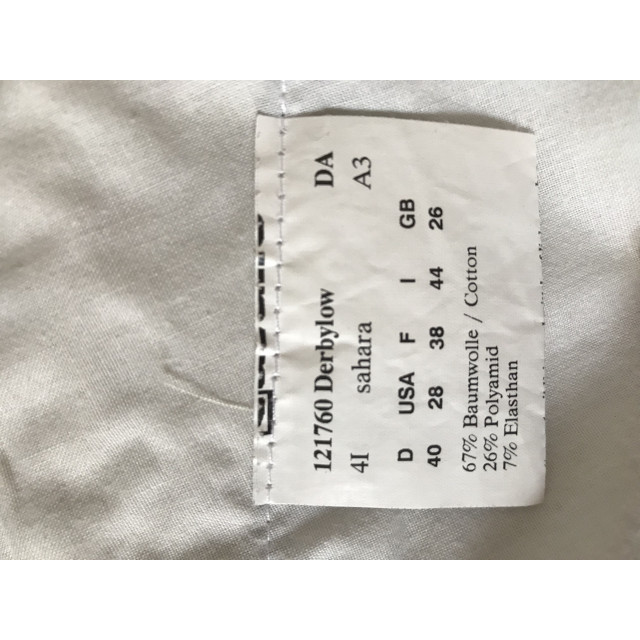 121760 Derbylow DA
4I sahara A3
D USA F I GB
40 28 38 44 26
67% Baumwolle / Cotton
26% Polyamid
7% Elasthan